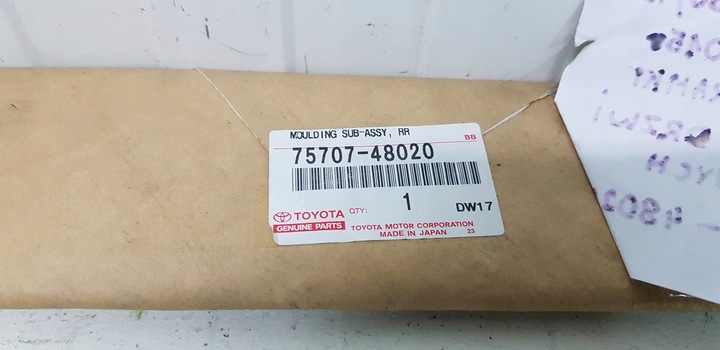 MOULDING SUB-ASSY, RR
BB
75707-48020
TOYOTA
GENUINE PARTS
QTY:
1
DW17
TOYOTA MOTOR CORPORATION
MADE IN JAPAN
23